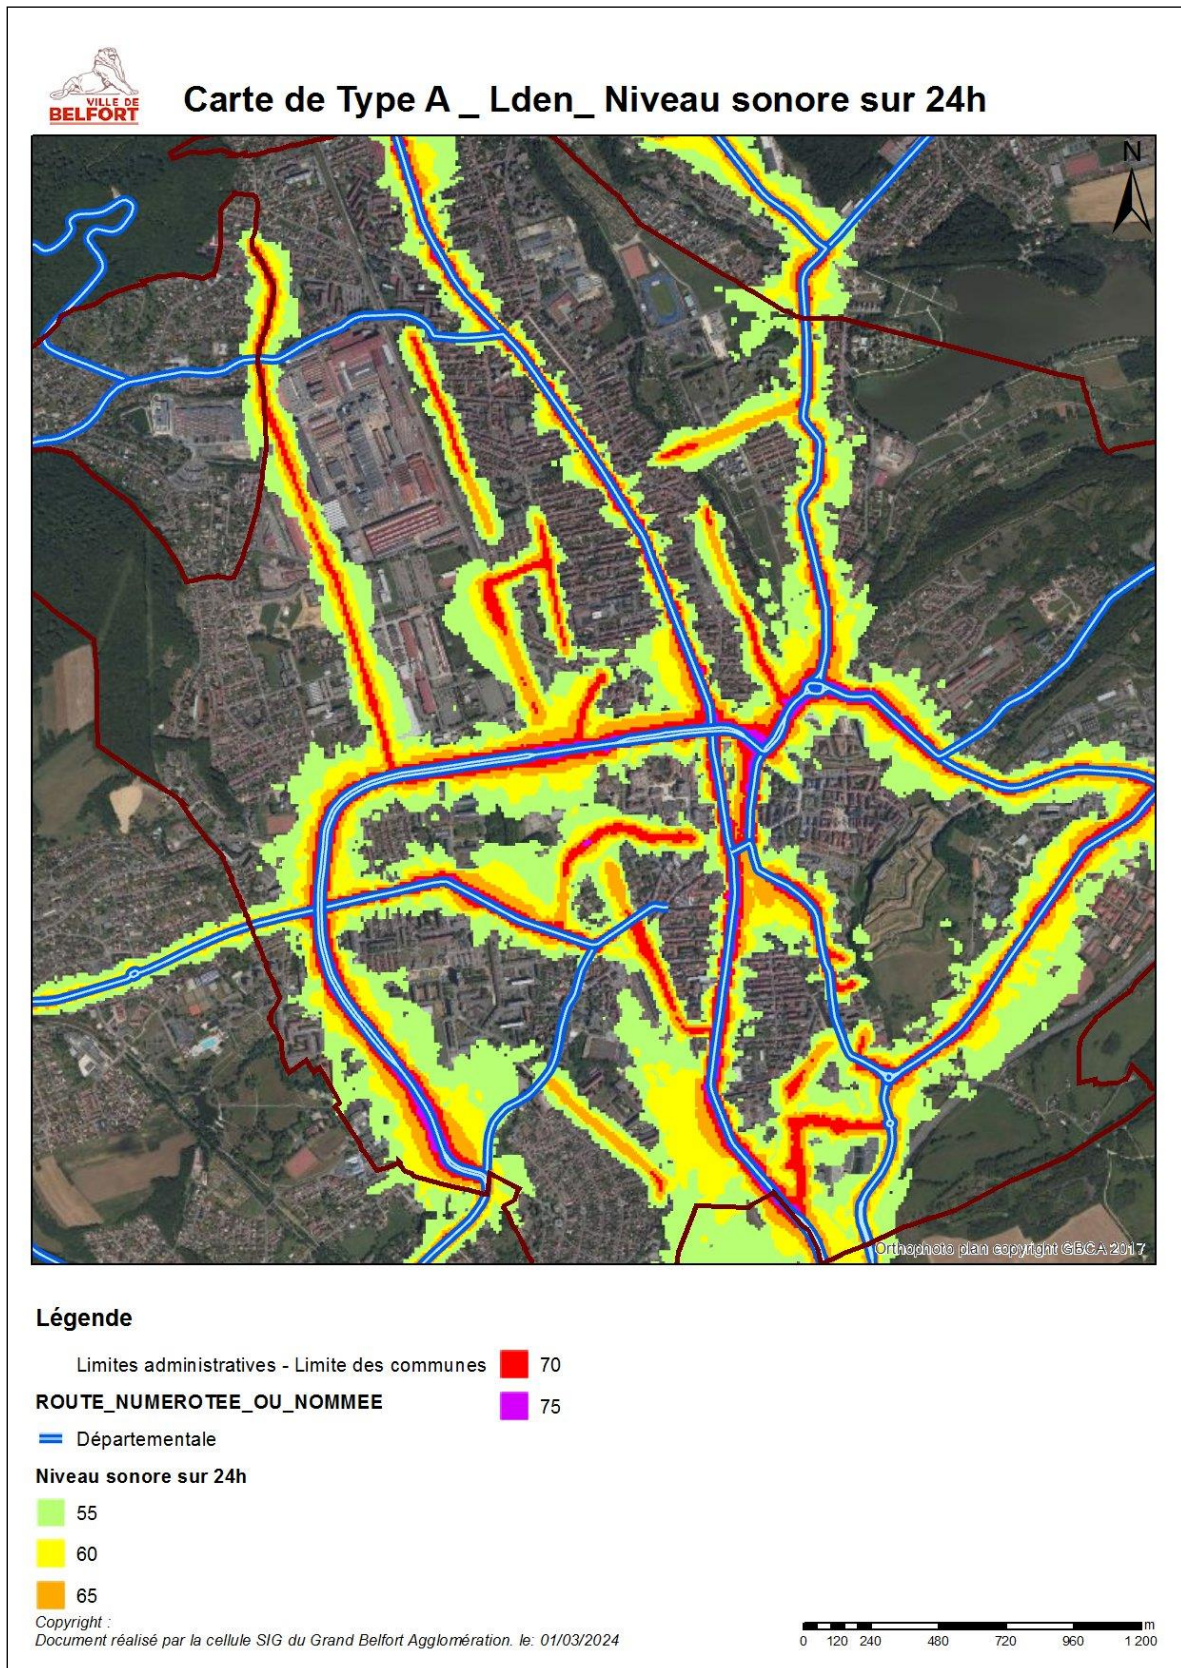 VILLE DE
BELFORT
Carte de Type A _ Lden_ Niveau sonore sur 24h
N
Orthophoto plan copyright GBCA 2017
Légende
Limites administratives - Limite des communes
70
ROUTE_NUMEROTEE_OU_NOMMEE
75
Départementale
Niveau sonore sur 24h
55
60
65
Copyright :
Document réalisé par la cellule SIG du Grand Belfort Agglomération. le: 01/03/2024
m
0 120 240 480 720 960 1 200